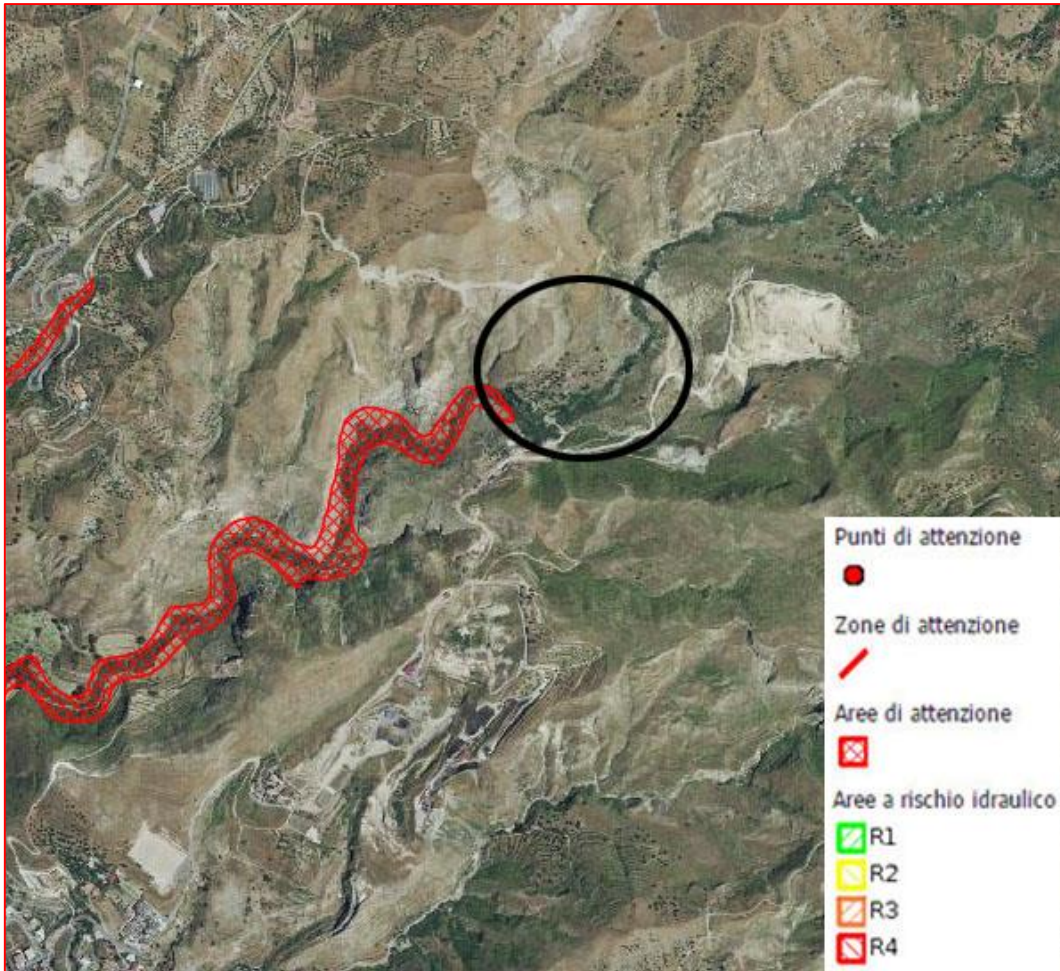 Punti di attenzione
Zone di attenzione
Aree di attenzione
Aree a rischio idraulico
R1
R2
R3
R4